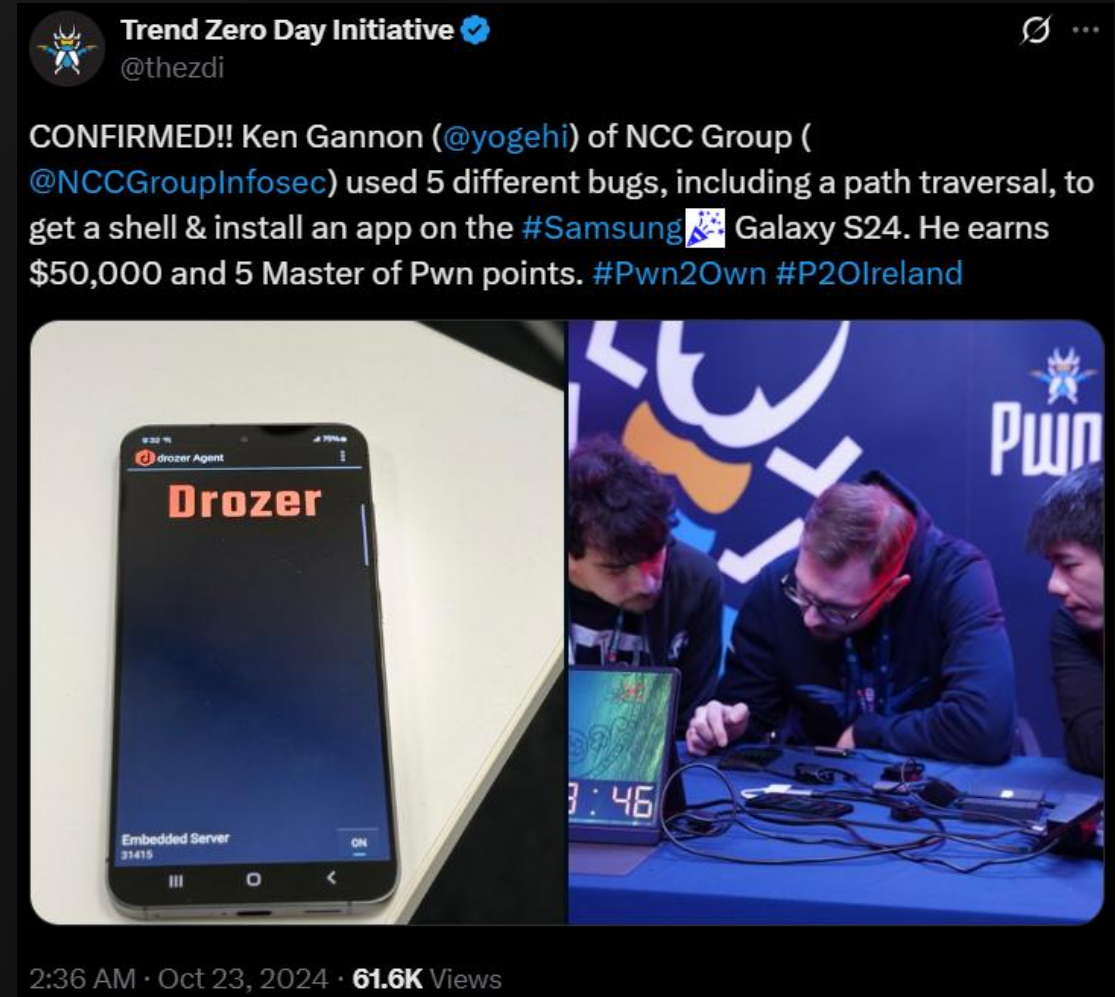 Trend Zero Day Initiative
@thezdi
CONFIRMED!! Ken Gannon (@yogehi) of NCC Group (
@NCCGroupInfosec) used 5 different bugs, including a path traversal, to
get a shell & install an app on the #Samsung Galaxy S24. He earns
$50,000 and 5 Master of Pwn points. #Pwn2Own #P2OIreland
9:32
drozer Agent
Drozer
Embedded Server
31415
ON
Pwn
:46
2:36 AM · Oct 23, 2024 · 61.6K Views